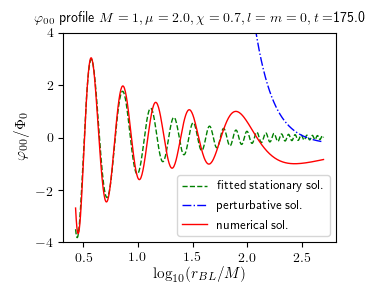 φ₀₀ profile M = 1, μ = 2.0, χ = 0.7, l = m = 0, t =175.0
φ₀₀/Φ₀
4
2
0
−2
−4
fitted stationary sol.
perturbative sol.
numerical sol.
0.5 1.0 1.5 2.0 2.5
log₁₀(r_BL/M)